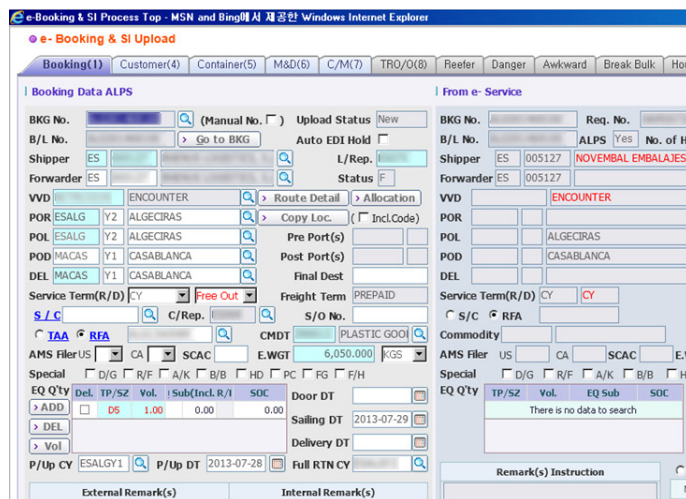 e-Booking & SI Process Top - MSN and Bing에서 제공한 Windows Internet Explorer
e- Booking & SI Upload
Booking(1) Customer(4) Container(5) M&D(6) C/M(7) TRO/O(8) Reefer Danger Awkward Break Bulk
Booking Data ALPS
BKG No. (Manual No. ) Upload Status New
B/L No. Go to BKG Auto EDI Hold
Shipper ES L/Rep.
Forwarder ES Status F
VVD ENCOUNTER Route Detail Allocation
POR ESALG Y2 ALGECIRAS Copy Loc. ( Incl.Code)
POL ESALG Y2 ALGECIRAS Pre Port(s)
POD MACAS Y1 CASABLANCA Post Port(s)
DEL MACAS Y1 CASABLANCA Final Dest
Service Term(R/D) CY Free Out Freight Term PREPAID
S / C C/Rep. S/O No.
TAA RFA CMDT PLASTIC GOO
AMS Filer US CA SCAC E.WGT 6,050.000 KGS
Special D/G R/F A/K B/B HD PC FG F/H
EQ Q'ty Del. TP/SZ Vol. Sub(Incl. R/ SOC Door DT
ADD D5 1.00 0.00 0.00 Sailing DT 2013-07-29
DEL Delivery DT
Vol
P/Up CY ESALGY1 P/Up DT 2013-07-28 Full RTN CY
External Remark(s) Internal Remark(s)
From e- Service
BKG No. Req. No.
B/L No. ALPS Yes No. of
Shipper ES 005127 NOVEMBAL EMBALAJES
Forwarder ES 005127
VVD ENCOUNTER
POR
POL ALGECIRAS
POD CASABLANCA
DEL
Service Term(R/D) CY CY
S/C RFA
Commodity
AMS Filer US CA SCAC
Special D/G R/F A/K B/B
EQ Q'ty TP/SZ Vol. EQ Sub SOC
There is no data to search
Remark(s) Instruction